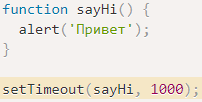 function sayHi() {
  alert('Привет');
}

setTimeout(sayHi, 1000);